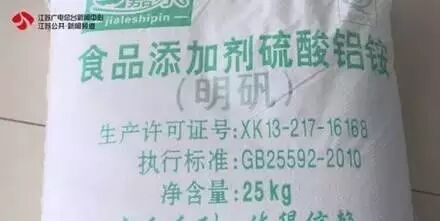 江苏广电总台新闻中心
江苏公共·新闻频道
jialeshipin
食品添加剂硫酸铝铵
(明矾)
生产许可证号:XK13-217-16168
执行标准:GB25592-2010
净含量:25kg